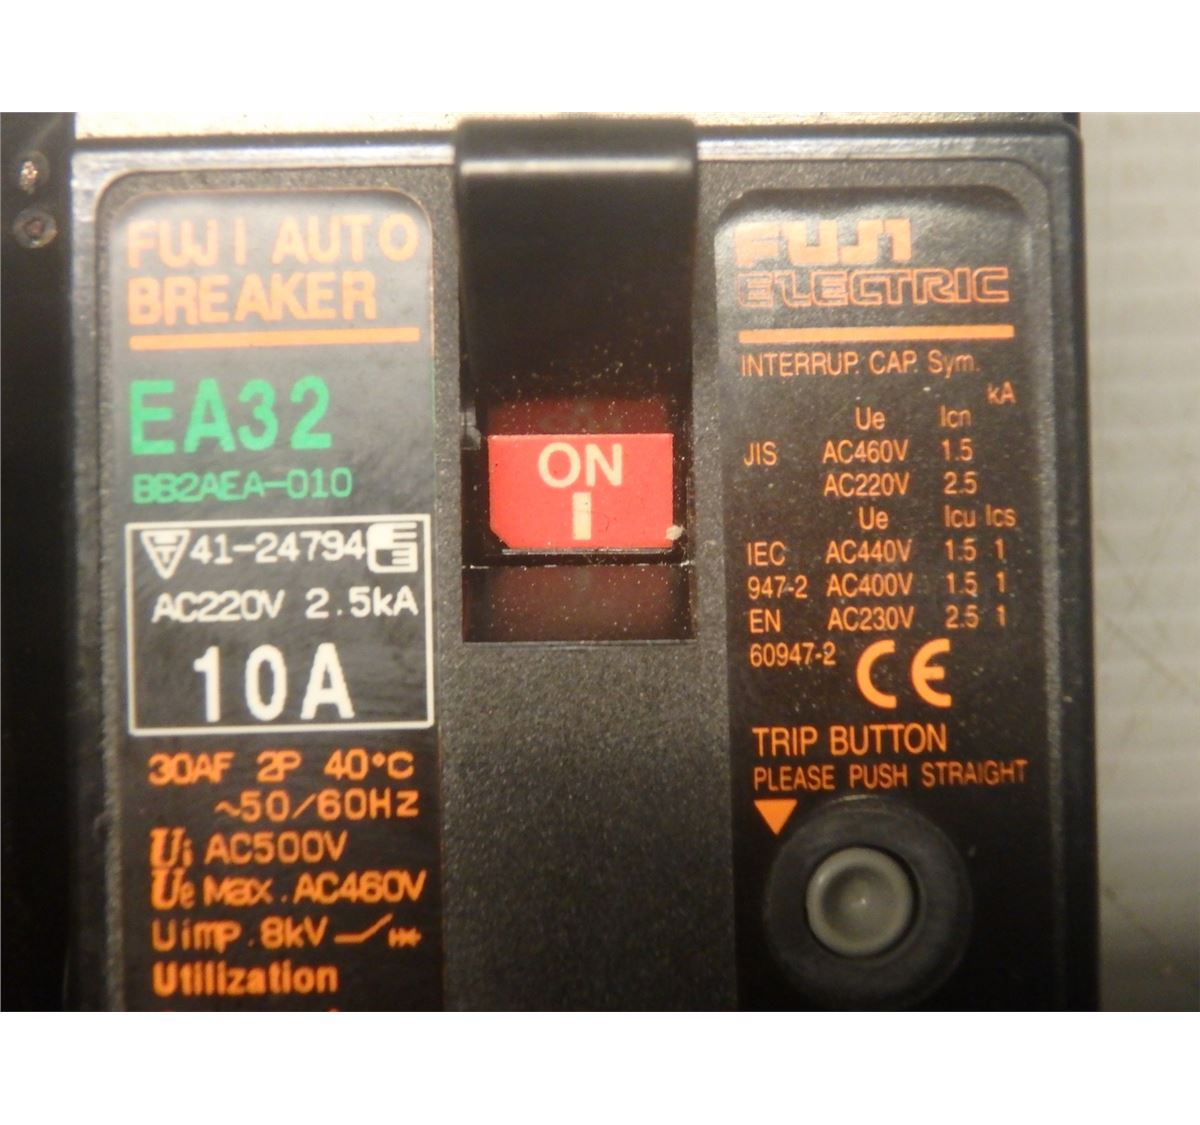 FUJI AUTO
BREAKER
EA32
BB2AEA-010
41-24794
AC220V 2.5kA
10A
30AF 2P 40°C
~50/60Hz
Ui AC500V
Ue Max. AC460V
Uimp. 8kV
Utilization
ON
FUJI
ELECTRIC
INTERRUP. CAP. Sym.
kA
Ue Icn
JIS AC460V 1.5
AC220V 2.5
Ue Icu Ics
IEC AC440V 1.5 1
947-2 AC400V 1.5 1
EN AC230V 2.5 1
60947-2 CE
TRIP BUTTON
PLEASE PUSH STRAIGHT